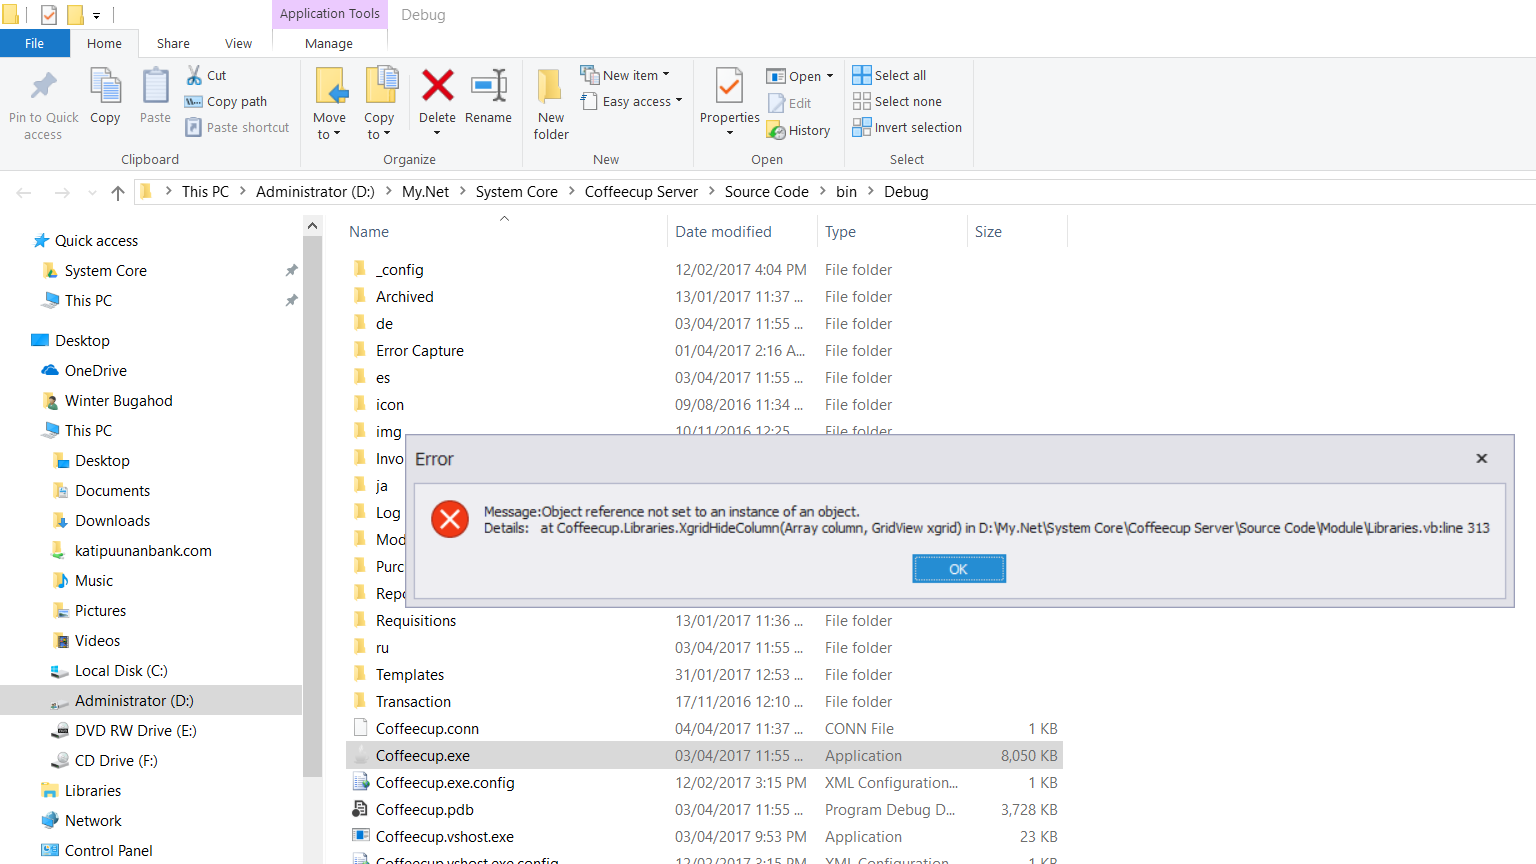 Application Tools
Debug
File
Home
Share
View
Manage
Pin to Quick access
Copy
Paste
Cut
Copy path
Paste shortcut
Clipboard
Move to
Copy to
Delete
Rename
Organize
New folder
New item
Easy access
New
Properties
Open
Edit
History
Open
Select all
Select none
Invert selection
Select
This PC > Administrator (D:) > My.Net > System Core > Coffeecup Server > Source Code > bin > Debug
Quick access
System Core
This PC
Desktop
OneDrive
Winter Bugahod
This PC
Desktop
Documents
Downloads
katipuunanbank.com
Music
Pictures
Videos
Local Disk (C:)
Administrator (D:)
DVD RW Drive (E:)
CD Drive (F:)
Libraries
Network
Control Panel
Name Date modified Type Size
_config 12/02/2017 4:04 PM File folder
Archived 13/01/2017 11:37 ... File folder
de 03/04/2017 11:55 ... File folder
Error Capture 01/04/2017 2:16 A... File folder
es 03/04/2017 11:55 ... File folder
icon 09/08/2016 11:34 ... File folder
img 10/11/2016 12:25 File folder
Invo
ja
Log
Mod
Purc
Repo
Requisitions 13/01/2017 11:36 ... File folder
ru 03/04/2017 11:55 ... File folder
Templates 31/01/2017 12:53 ... File folder
Transaction 17/11/2016 12:10 ... File folder
Coffeecup.conn 04/04/2017 11:37 ... CONN File 1 KB
Coffeecup.exe 03/04/2017 11:55 ... Application 8,050 KB
Coffeecup.exe.config 12/02/2017 3:15 PM XML Configuration... 1 KB
Coffeecup.pdb 03/04/2017 11:55 ... Program Debug D... 3,728 KB
Coffeecup.vshost.exe 03/04/2017 9:53 PM Application 23 KB
Coffeecup.vshost.exe.config 12/02/2017 3:15 PM XML Configuration... 1 KB
Error
Message:Object reference not set to an instance of an object.
Details: at Coffeecup.Libraries.XgridHideColumn(Array column, GridView xgrid) in D:\My.Net\System Core\Coffeecup Server\Source Code\Module\Libraries.vb:line 313
OK